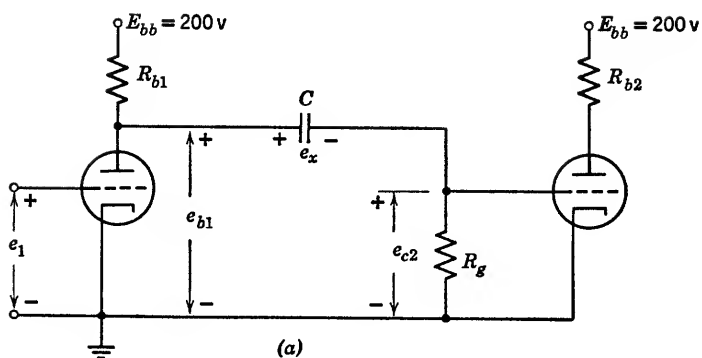 E_bb = 200 v
E_bb = 200 v
R_b1
R_b2
C
+
+ −
e_x
+
+
+
e_1
e_b1
e_c2
R_g
−
−
−
(a)